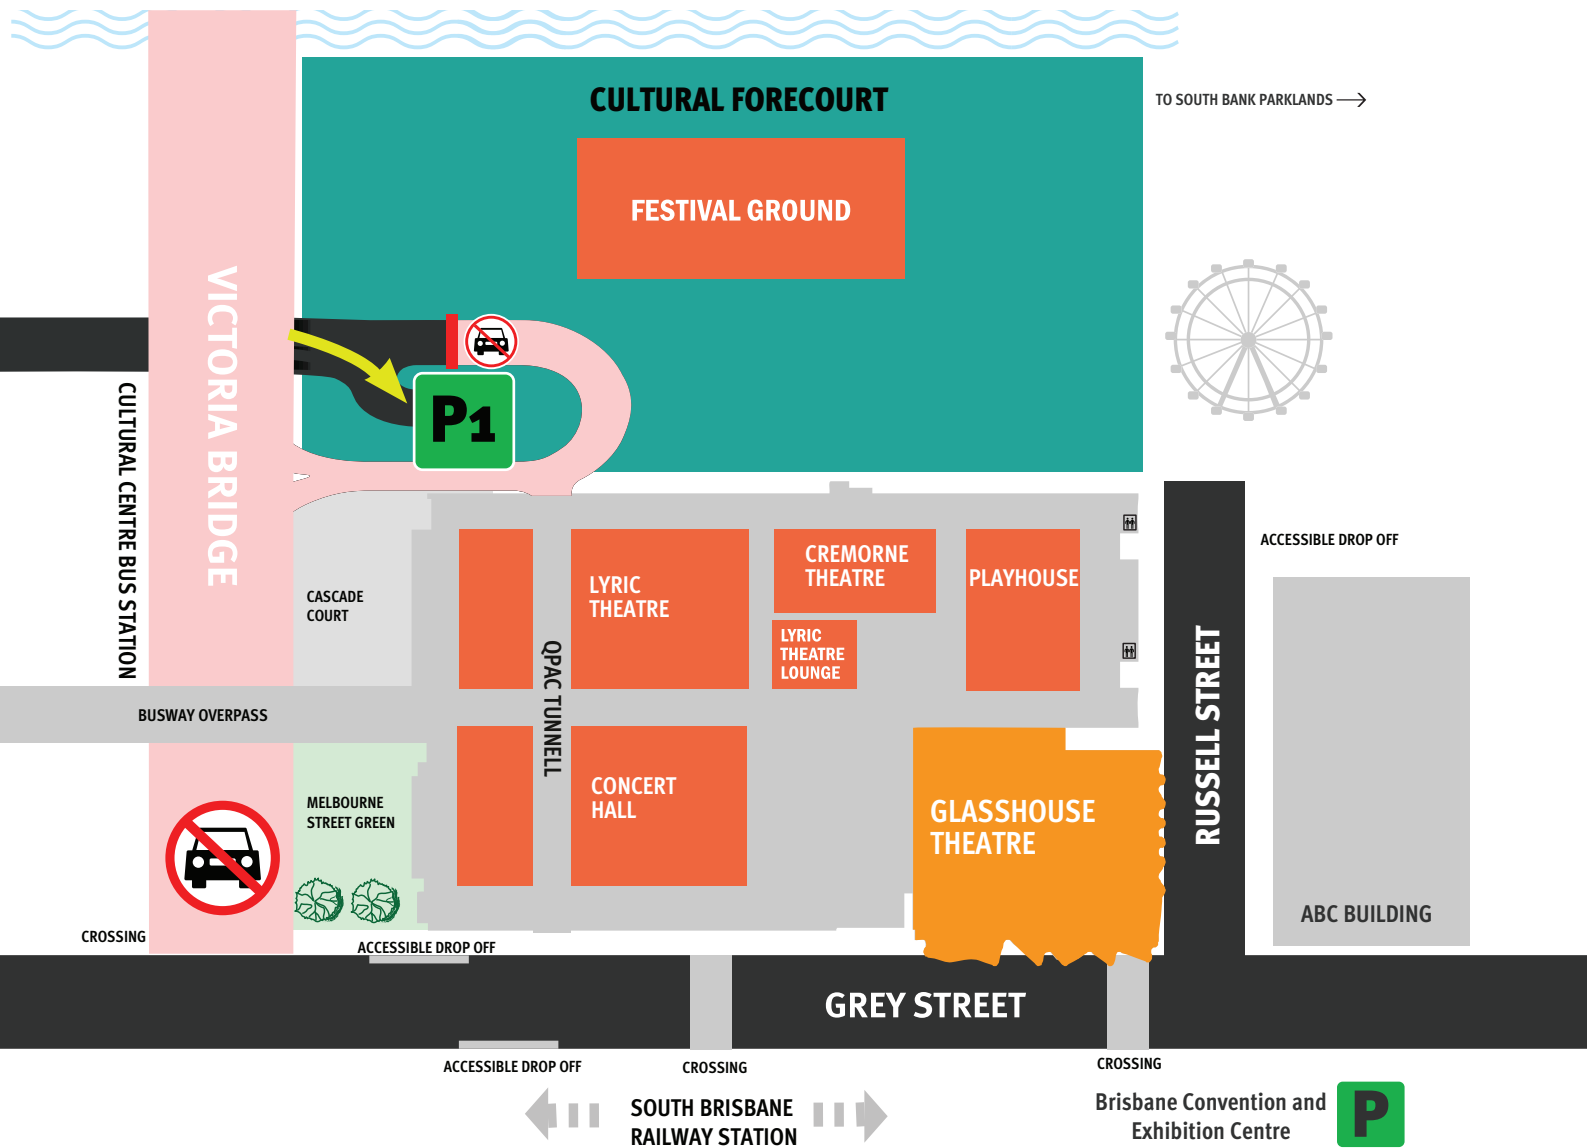 CULTURAL FORECOURT
TO SOUTH BANK PARKLANDS
FESTIVAL GROUND
VICTORIA BRIDGE
CULTURAL CENTRE BUS STATION
P1
ACCESSIBLE DROP OFF
CASCADE
COURT
LYRIC
THEATRE
CREMORNE
THEATRE
PLAYHOUSE
LYRIC
THEATRE
LOUNGE
QPAC TUNNELL
RUSSELL STREET
BUSWAY OVERPASS
MELBOURNE
STREET GREEN
CONCERT
HALL
GLASSHOUSE
THEATRE
ABC BUILDING
CROSSING
ACCESSIBLE DROP OFF
GREY STREET
ACCESSIBLE DROP OFF
CROSSING
CROSSING
SOUTH BRISBANE
RAILWAY STATION
Brisbane Convention and
Exhibition Centre
P